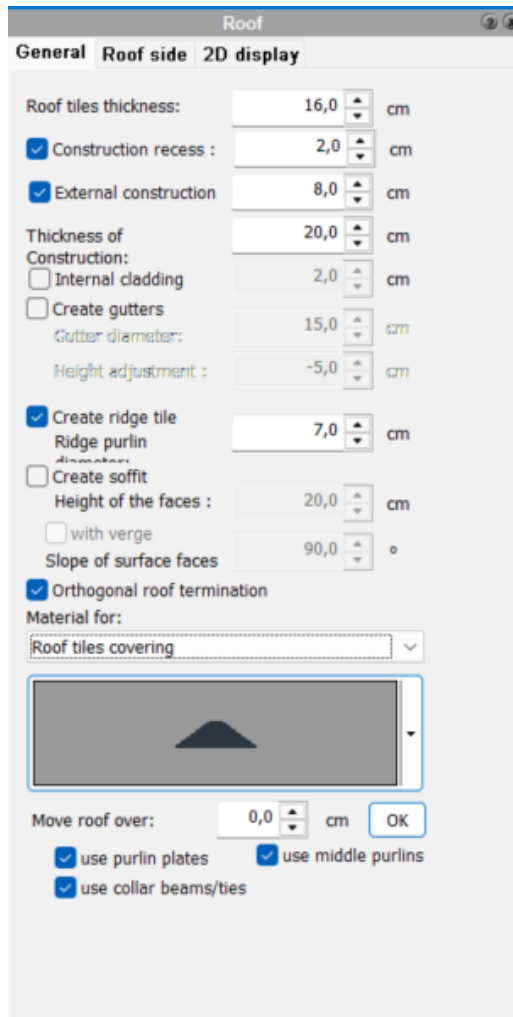 Roof
General Roof side 2D display
Roof tiles thickness: 16,0 cm
Construction recess : 2,0 cm
External construction 8,0 cm
Thickness of Construction: 20,0 cm
Internal cladding 2,0 cm
Create gutters
Gutter diameter: 15,0 cm
Height adjustment : -5,0 cm
Create ridge tile
Ridge purlin diameter: 7,0 cm
Create soffit
Height of the faces : 20,0 cm
with verge
Slope of surface faces 90,0 °
Orthogonal roof termination
Material for:
Roof tiles covering
Move roof over: 0,0 cm OK
use purlin plates use middle purlins
use collar beams/ties